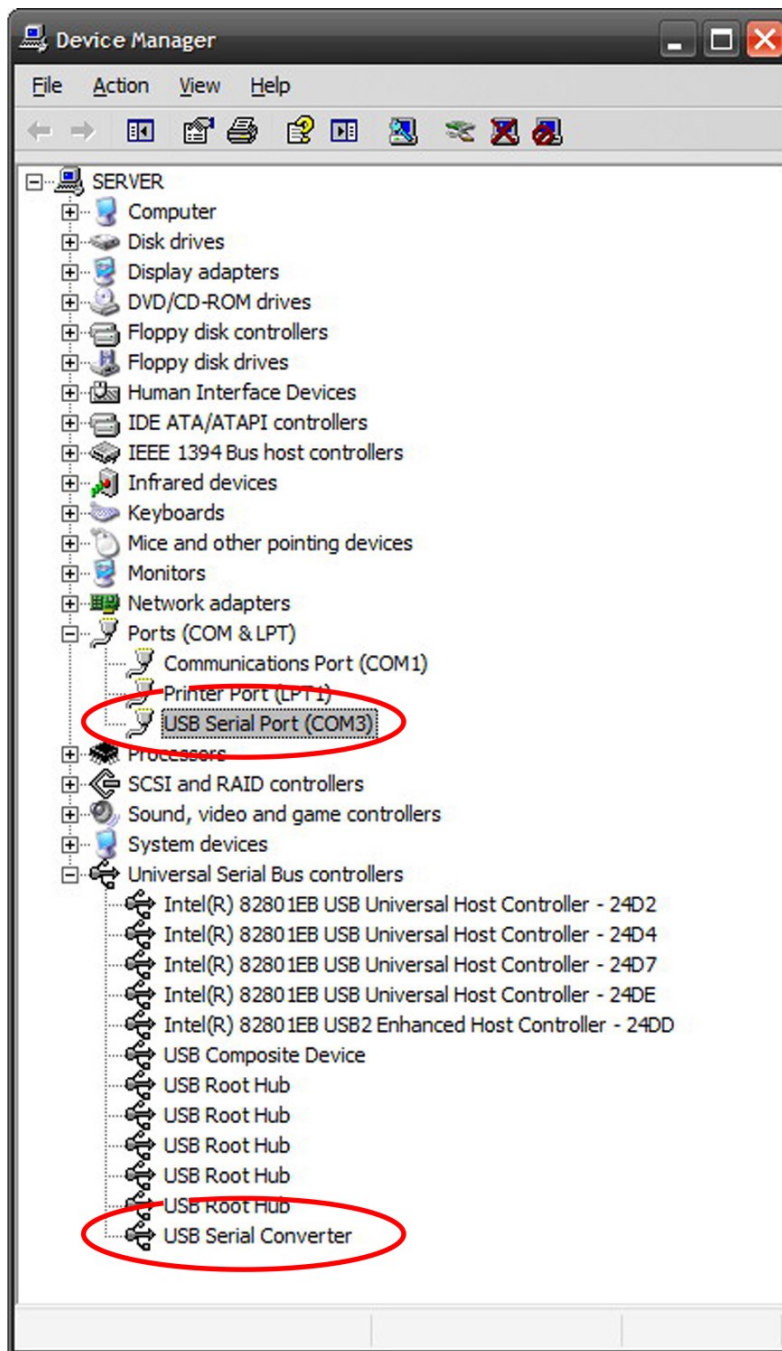 Device Manager
File Action View Help
SERVER
Computer
Disk drives
Display adapters
DVD/CD-ROM drives
Floppy disk controllers
Floppy disk drives
Human Interface Devices
IDE ATA/ATAPI controllers
IEEE 1394 Bus host controllers
Infrared devices
Keyboards
Mice and other pointing devices
Monitors
Network adapters
Ports (COM & LPT)
Communications Port (COM1)
Printer Port (LPT1)
USB Serial Port (COM3)
Processors
SCSI and RAID controllers
Sound, video and game controllers
System devices
Universal Serial Bus controllers
Intel(R) 82801EB USB Universal Host Controller - 24D2
Intel(R) 82801EB USB Universal Host Controller - 24D4
Intel(R) 82801EB USB Universal Host Controller - 24D7
Intel(R) 82801EB USB Universal Host Controller - 24DE
Intel(R) 82801EB USB2 Enhanced Host Controller - 24DD
USB Composite Device
USB Root Hub
USB Root Hub
USB Root Hub
USB Root Hub
USB Root Hub
USB Serial Converter